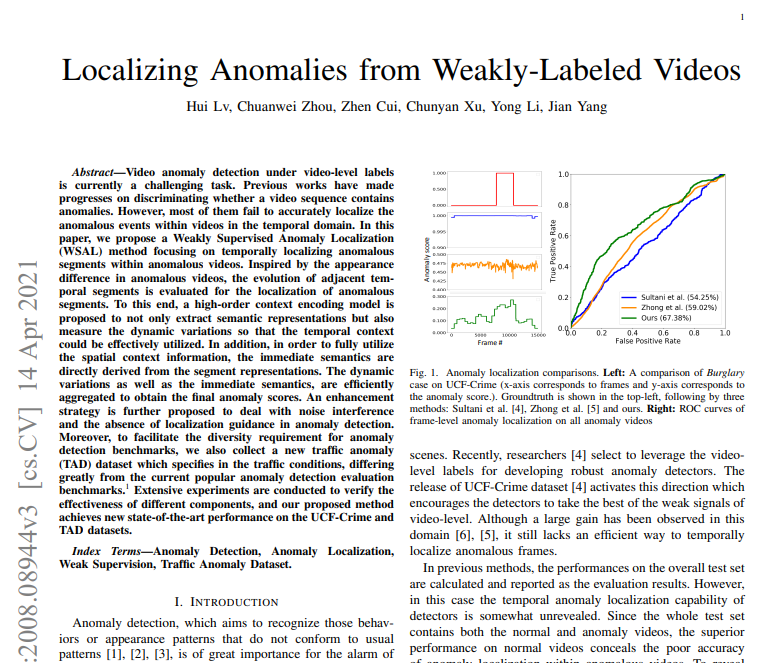 1
Localizing Anomalies from Weakly-Labeled Videos
Hui Lv, Chuanwei Zhou, Zhen Cui, Chunyan Xu, Yong Li, Jian Yang
:2008.08944v3 [cs.CV] 14 Apr 2021
Abstract—Video anomaly detection under video-level labels
is currently a challenging task. Previous works have made
progresses on discriminating whether a video sequence contains
anomalies. However, most of them fail to accurately localize the
anomalous events within videos in the temporal domain. In this
paper, we propose a Weakly Supervised Anomaly Localization
(WSAL) method focusing on temporally localizing anomalous
segments within anomalous videos. Inspired by the appearance
difference in anomalous videos, the evolution of adjacent tem-
poral segments is evaluated for the localization of anomalous
segments. To this end, a high-order context encoding model is
proposed to not only extract semantic representations but also
measure the dynamic variations so that the temporal context
could be effectively utilized. In addition, in order to fully utilize
the spatial context information, the immediate semantics are
directly derived from the segment representations. The dynamic
variations as well as the immediate semantics, are efficiently
aggregated to obtain the final anomaly scores. An enhancement
strategy is further proposed to deal with noise interference
and the absence of localization guidance in anomaly detection.
Moreover, to facilitate the diversity requirement for anomaly
detection benchmarks, we also collect a new traffic anomaly
(TAD) dataset which specifies in the traffic conditions, differing
greatly from the current popular anomaly detection evaluation
benchmarks.1 Extensive experiments are conducted to verify the
effectiveness of different components, and our proposed method
achieves new state-of-the-art performance on the UCF-Crime and
TAD datasets.
Index Terms—Anomaly Detection, Anomaly Localization,
Weak Supervision, Traffic Anomaly Dataset.
I. INTRODUCTION
Anomaly detection, which aims to recognize those behav-
iors or appearance patterns that do not conform to usual
patterns [1], [2], [3], is of great importance for the alarm of
Anomaly score
1.000
0.750
0.500
0.250
0.000
1.000
0.995
0.990
0.500
0.475
0.450
0.425
0.400
0.300
0.200
0.100
0.000
0 5000 10000 15000
Frame #
True Positive Rate
1.0
0.8
0.6
0.4
0.2
0.0
Sultani et al. (54.25%)
Zhong et al. (59.02%)
Ours (67.38%)
0.0 0.2 0.4 0.6 0.8 1.0
False Positive Rate
Fig. 1. Anomaly localization comparisons. Left: A comparison of Burglary
case on UCF-Crime (x-axis corresponds to frames and y-axis corresponds to
the anomaly score.). Groundtruth is shown in the top-left, following by three
methods: Sultani et al. [4], Zhong et al. [5] and ours. Right: ROC curves of
frame-level anomaly localization on all anomaly videos
scenes. Recently, researchers [4] select to leverage the video-
level labels for developing robust anomaly detectors. The
release of UCF-Crime dataset [4] activates this direction which
encourages the detectors to take the best of the weak signals of
video-level. Although a large gain has been observed in this
domain [6], [5], it still lacks an efficient way to temporally
localize anomalous frames.
In previous methods, the performances on the overall test set
are calculated and reported as the evaluation results. However,
in this case the temporal anomaly localization capability of
detectors is somewhat unrevealed. Since the whole test set
contains both the normal and anomaly videos, the superior
performance on normal videos conceals the poor accuracy
of anomaly localization within anomalous videos. To reveal